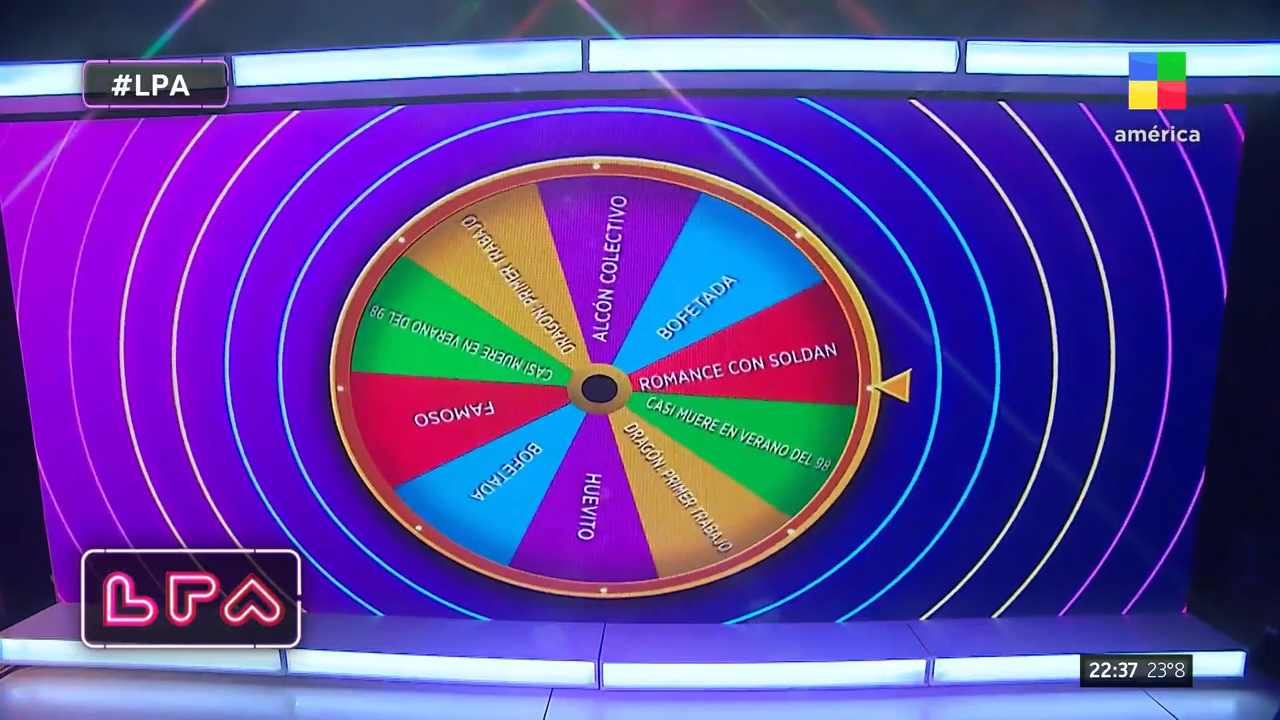 #LPA
américa
ALCÓN COLECTIVO
BOFETADA
ROMANCE CON SOLDAN
CASI MUERE EN VERANO DEL 98
DRAGÓN: PRIMER TRABAJO
HUEVITO
BOFETADA
FAMOSO
CASI MUERE EN VERANO DEL 98
DRAGÓN: PRIMER TRABAJO
LPA
22:37 23°8